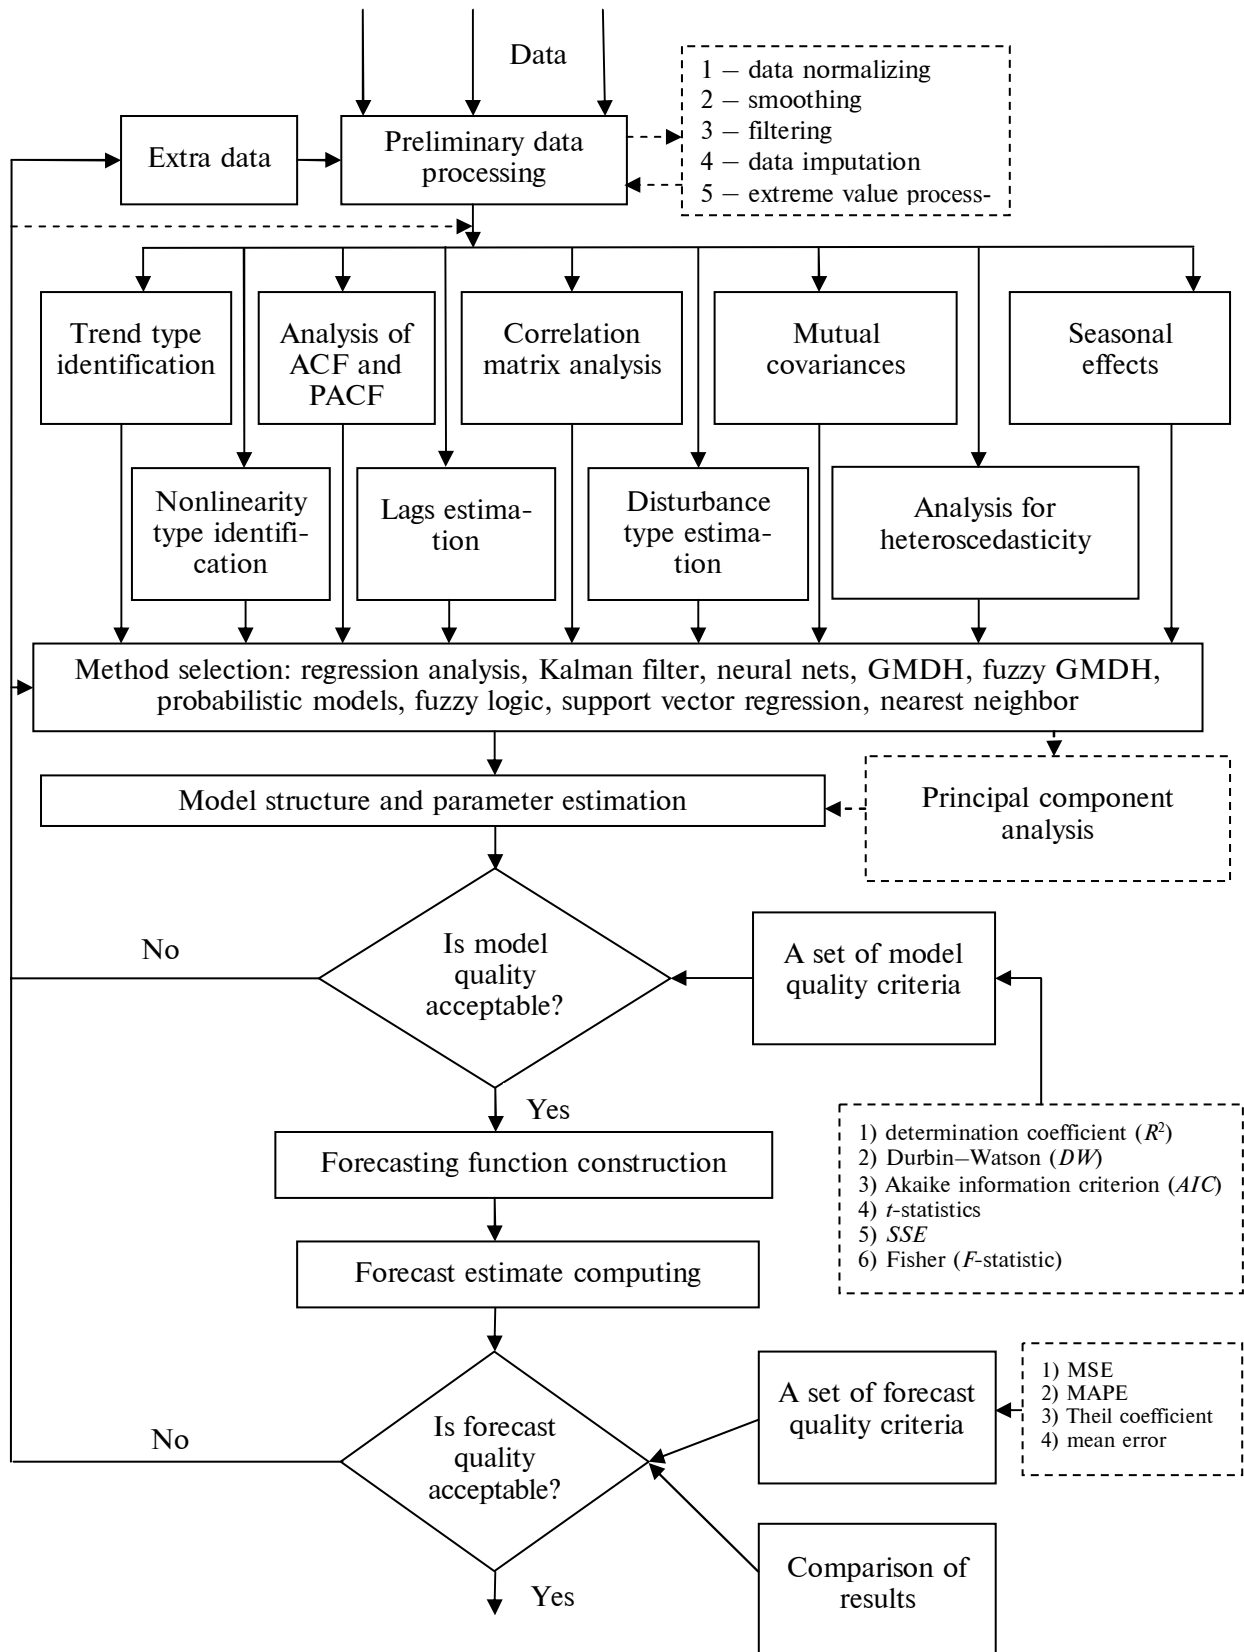 Data
1 – data normalizing
2 – smoothing
3 – filtering
4 – data imputation
5 – extreme value process-
Extra data
Preliminary data
processing
Trend type
identification
Analysis of
ACF and
PACF
Correlation
matrix analysis
Mutual
covariances
Seasonal
effects
Nonlinearity
type identifi-
cation
Lags estima-
tion
Disturbance
type estima-
tion
Analysis for
heteroscedasticity
Method selection: regression analysis, Kalman filter, neural nets, GMDH, fuzzy GMDH,
probabilistic models, fuzzy logic, support vector regression, nearest neighbor
Model structure and parameter estimation
Principal component
analysis
No
Is model
quality
acceptable?
A set of model
quality criteria
Yes
Forecasting function construction
1) determination coefficient (R²)
2) Durbin–Watson (DW)
3) Akaike information criterion (AIC)
4) t-statistics
5) SSE
6) Fisher (F-statistic)
Forecast estimate computing
No
Is forecast
quality
acceptable?
A set of forecast
quality criteria
1) MSE
2) MAPE
3) Theil coefficient
4) mean error
Yes
Comparison of
results